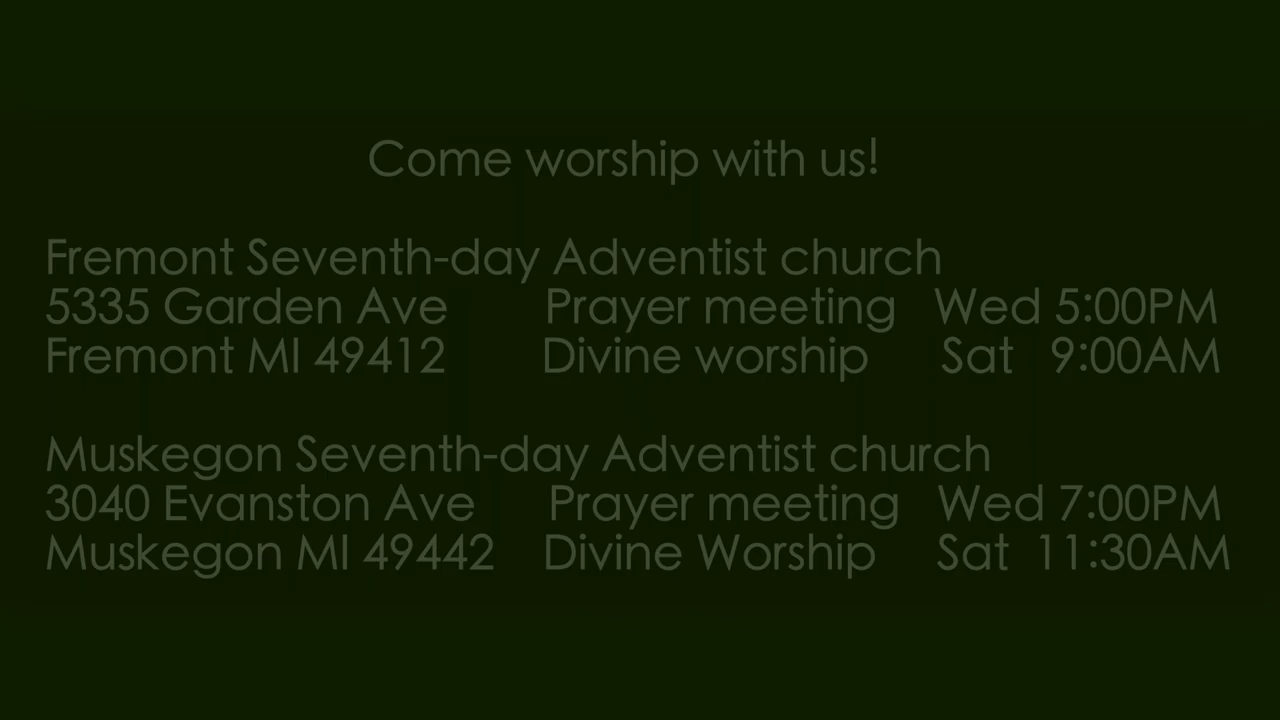 Come worship with us!
Fremont Seventh-day Adventist church
5335 Garden Ave Prayer meeting Wed 5:00PM
Fremont MI 49412 Divine worship Sat 9:00AM
Muskegon Seventh-day Adventist church
3040 Evanston Ave Prayer meeting Wed 7:00PM
Muskegon MI 49442 Divine Worship Sat 11:30AM